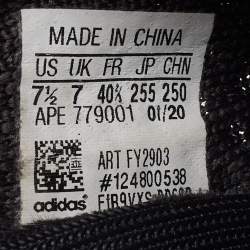 MADE IN CHINA
US UK FR JP CHN
7½ 7 40⅔ 255 250
APE 779001 01/20
ART FY2903
#124800538
adidas